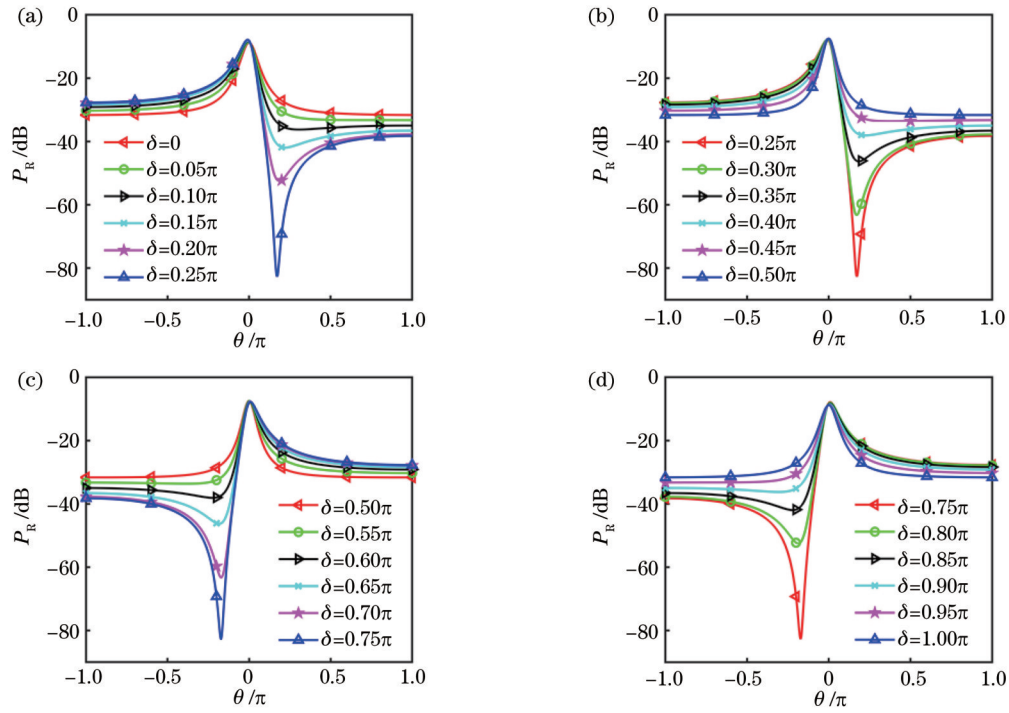 (a)
0
−20
−40
−60
−80
P_R /dB
δ=0
δ=0.05π
δ=0.10π
δ=0.15π
δ=0.20π
δ=0.25π
−1.0 −0.5 0 0.5 1.0
θ/π
(b)
0
−20
−40
−60
−80
P_R /dB
δ=0.25π
δ=0.30π
δ=0.35π
δ=0.40π
δ=0.45π
δ=0.50π
−1.0 −0.5 0 0.5 1.0
θ/π
(c)
0
−20
−40
−60
−80
P_R /dB
δ=0.50π
δ=0.55π
δ=0.60π
δ=0.65π
δ=0.70π
δ=0.75π
−1.0 −0.5 0 0.5 1.0
θ/π
(d)
0
−20
−40
−60
−80
P_R /dB
δ=0.75π
δ=0.80π
δ=0.85π
δ=0.90π
δ=0.95π
δ=1.00π
−1.0 −0.5 0 0.5 1.0
θ/π